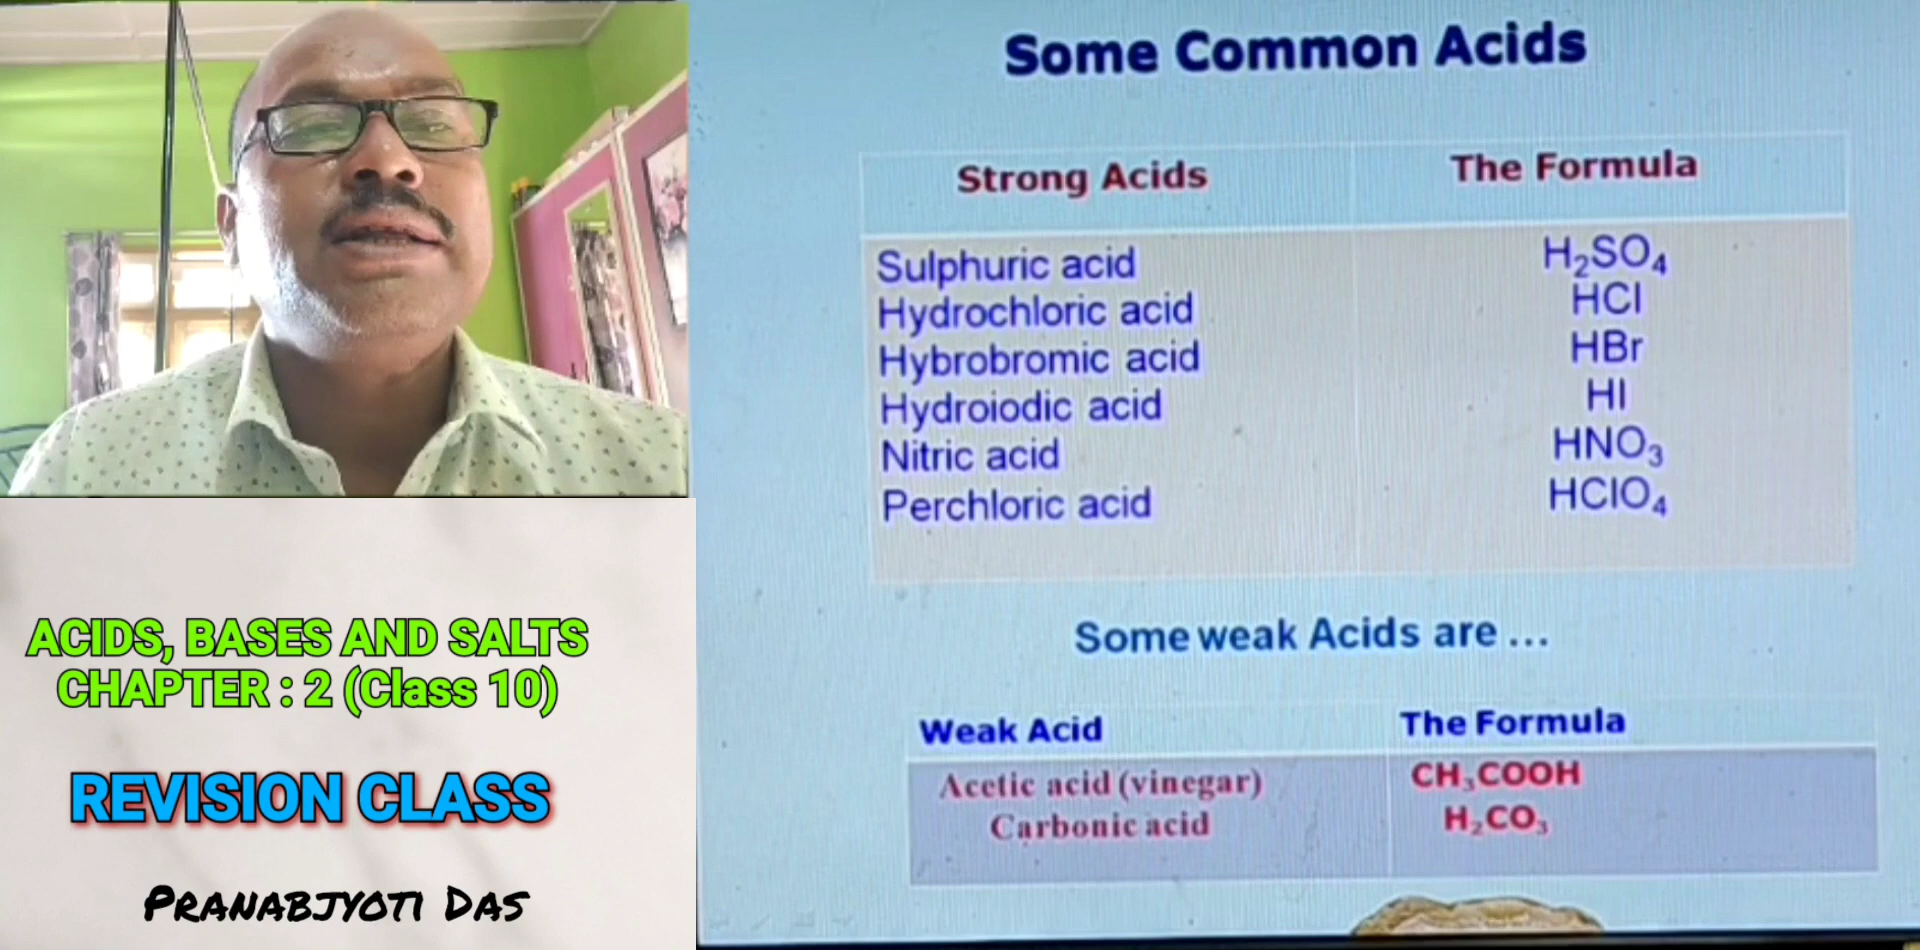 Some Common Acids
Strong Acids The Formula
Sulphuric acid H₂SO₄
Hydrochloric acid HCl
Hybrobromic acid HBr
Hydroiodic acid HI
Nitric acid HNO₃
Perchloric acid HClO₄
Some weak Acids are ...
Weak Acid The Formula
Acetic acid (vinegar) CH₃COOH
Carbonic acid H₂CO₃
ACIDS, BASES AND SALTS
CHAPTER : 2 (Class 10)
REVISION CLASS
PRANABJYOTI DAS